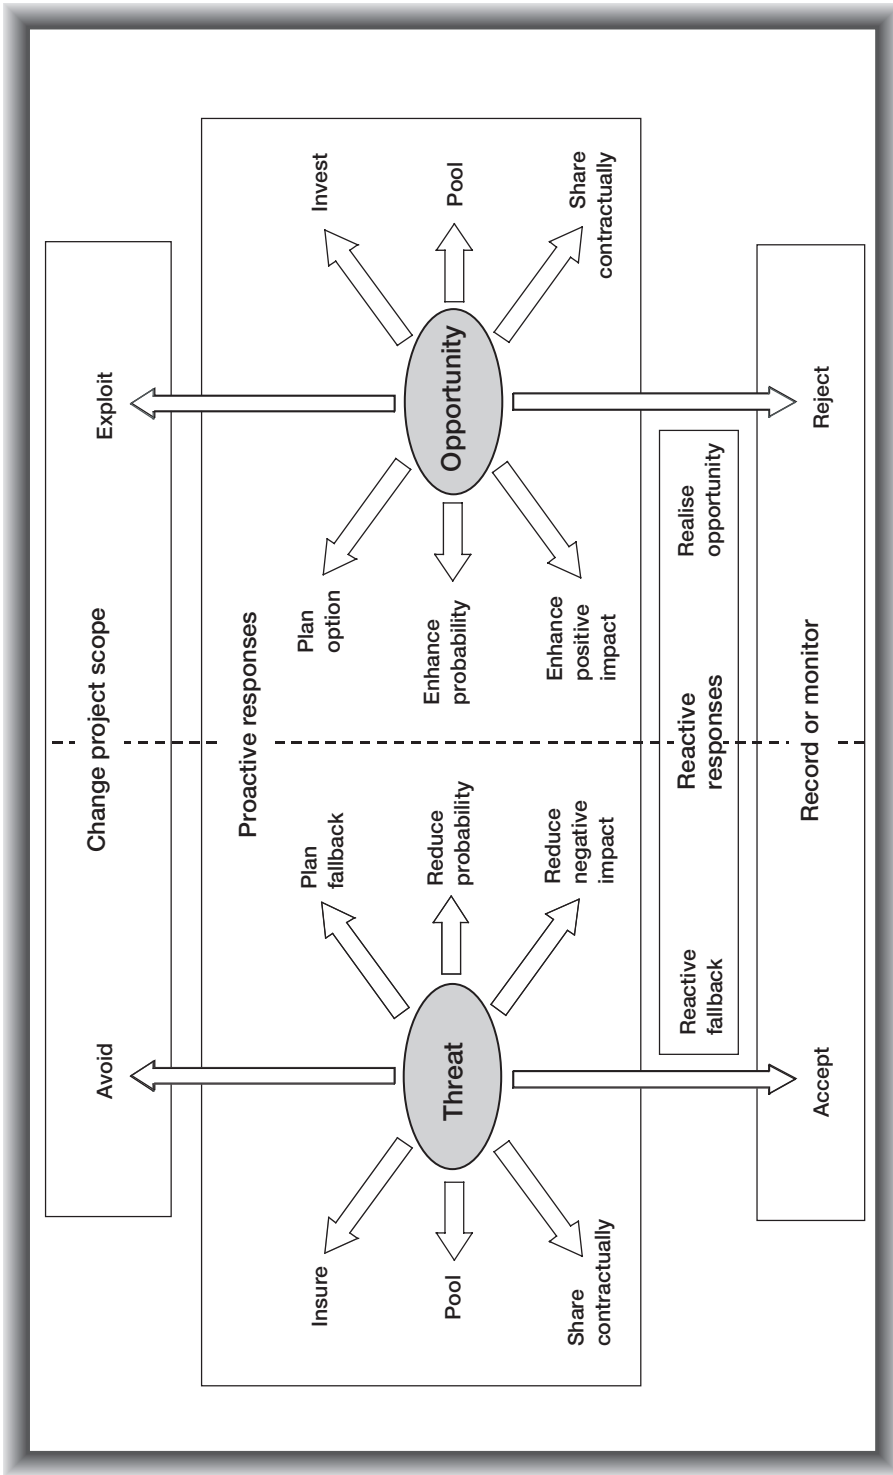 Change project scope
Avoid
Exploit
Proactive responses
Insure
Plan
fallback
Plan
option
Invest
Pool
Threat
Reduce
probability
Enhance
probability
Opportunity
Pool
Share
contractually
Reduce
negative
impact
Enhance
positive
impact
Share
contractually
Reactive
fallback
Reactive
responses
Realise
opportunity
Record or monitor
Accept
Reject